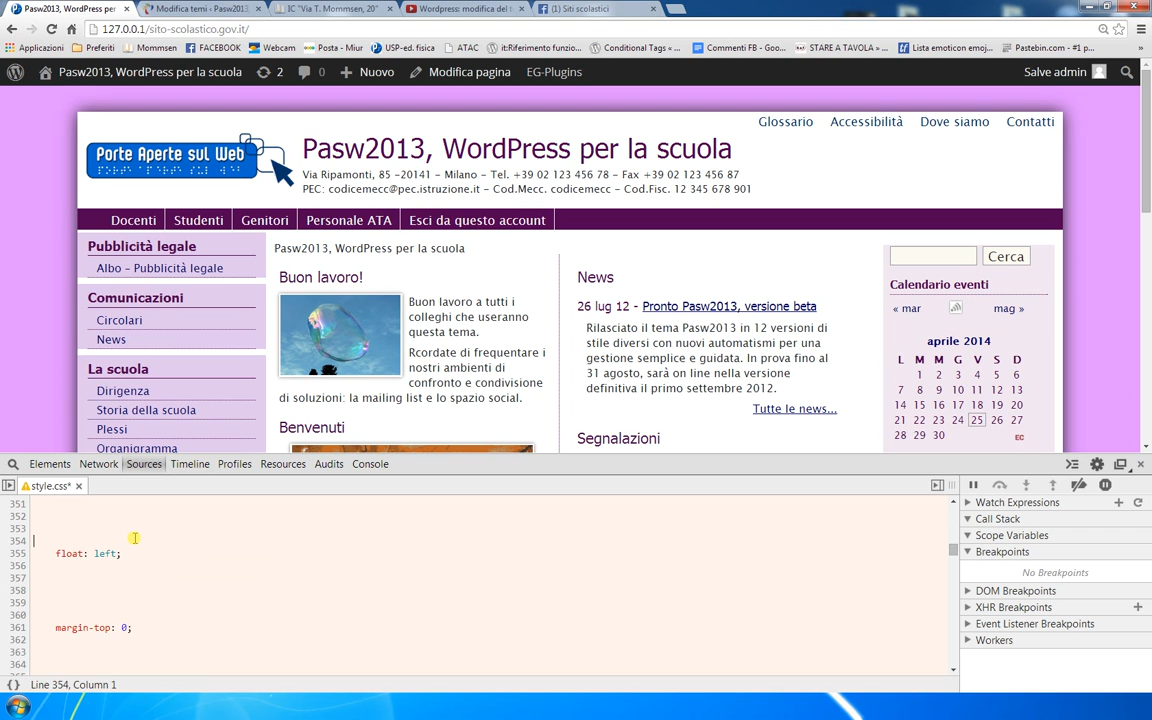 Pasw2013, WordPress pe
Modifica temi ‹ Pasw2013,
IC "Via T. Mommsen, 20"
Wordpress: modifica del t
Siti scolastici
127.0.0.1/sito-scolastico.gov.it/
Applicazioni Preferiti Mommsen FACEBOOK Webcam Posta - Miur USP-ed. fisica ATAC it:Riferimento funzio... Conditional Tags « ... Commenti FB - Goo... STARE A TAVOLA » ... Lista emoticon emoj... Pastebin.com - #1 p... »
Pasw2013, WordPress per la scuola 2 0 Nuovo Modifica pagina EG-Plugins Salve admin
Glossario Accessibilità Dove siamo Contatti
Porte Aperte sul Web
Pasw2013, WordPress per la scuola
Via Ripamonti, 85 -20141 - Milano - Tel. +39 02 123 456 78 - Fax +39 02 123 456 87
PEC: codicemecc@pec.istruzione.it - Cod.Mecc. codicemecc - Cod.Fisc. 12 345 678 901
Docenti Studenti Genitori Personale ATA Esci da questo account
Pubblicità legale
Albo – Pubblicità legale
Comunicazioni
Circolari
News
La scuola
Dirigenza
Storia della scuola
Plessi
Organigramma
Pasw2013, WordPress per la scuola
Buon lavoro!
Buon lavoro a tutti i
colleghi che useranno
questa tema.
Rcordate di frequentare i
nostri ambienti di
confronto e condivisione
di soluzioni: la mailing list e lo spazio social.
Benvenuti
News
26 lug 12 - Pronto Pasw2013, versione beta
Rilasciato il tema Pasw2013 in 12 versioni di
stile diversi con nuovi automatismi per una
gestione semplice e guidata. In prova fino al
31 agosto, sarà on line nella versione
definitiva il primo settembre 2012.
Tutte le news...
Segnalazioni
Cerca
Calendario eventi
« mar mag »
aprile 2014
L M M G V S D
1 2 3 4 5 6
7 8 9 10 11 12 13
14 15 16 17 18 19 20
21 22 23 24 25 26 27
28 29 30 EC
Elements Network Sources Timeline Profiles Resources Audits Console
style.css* ×
351
352
353
354
355 float: left;
356
357
358
359
360
361 margin-top: 0;
362
363
364
{} Line 354, Column 1
Watch Expressions
Call Stack
Scope Variables
Breakpoints
No Breakpoints
DOM Breakpoints
XHR Breakpoints
Event Listener Breakpoints
Workers